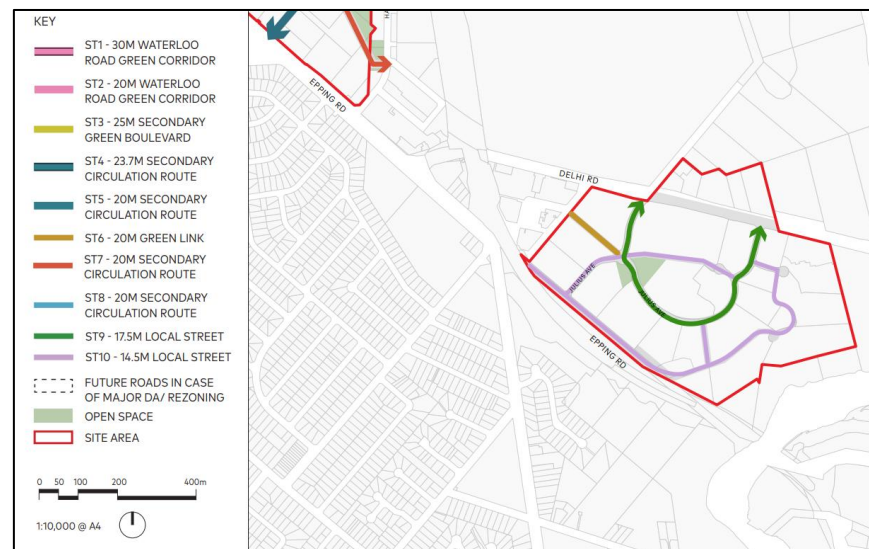 KEY
ST1 - 30M WATERLOO
ROAD GREEN CORRIDOR
ST2 - 20M WATERLOO
ROAD GREEN CORRIDOR
ST3 - 25M SECONDARY
GREEN BOULEVARD
ST4 - 23.7M SECONDARY
CIRCULATION ROUTE
ST5 - 20M SECONDARY
CIRCULATION ROUTE
ST6 - 20M GREEN LINK
ST7 - 20M SECONDARY
CIRCULATION ROUTE
ST8 - 20M SECONDARY
CIRCULATION ROUTE
ST9 - 17.5M LOCAL STREET
ST10 - 14.5M LOCAL STREET
FUTURE ROADS IN CASE
OF MAJOR DA/ REZONING
OPEN SPACE
SITE AREA
0 50 100 200 400m
1:10,000 @ A4
EPPING RD
DELHI RD
JULIUS AVE
JULIUS AVE
EPPING RD